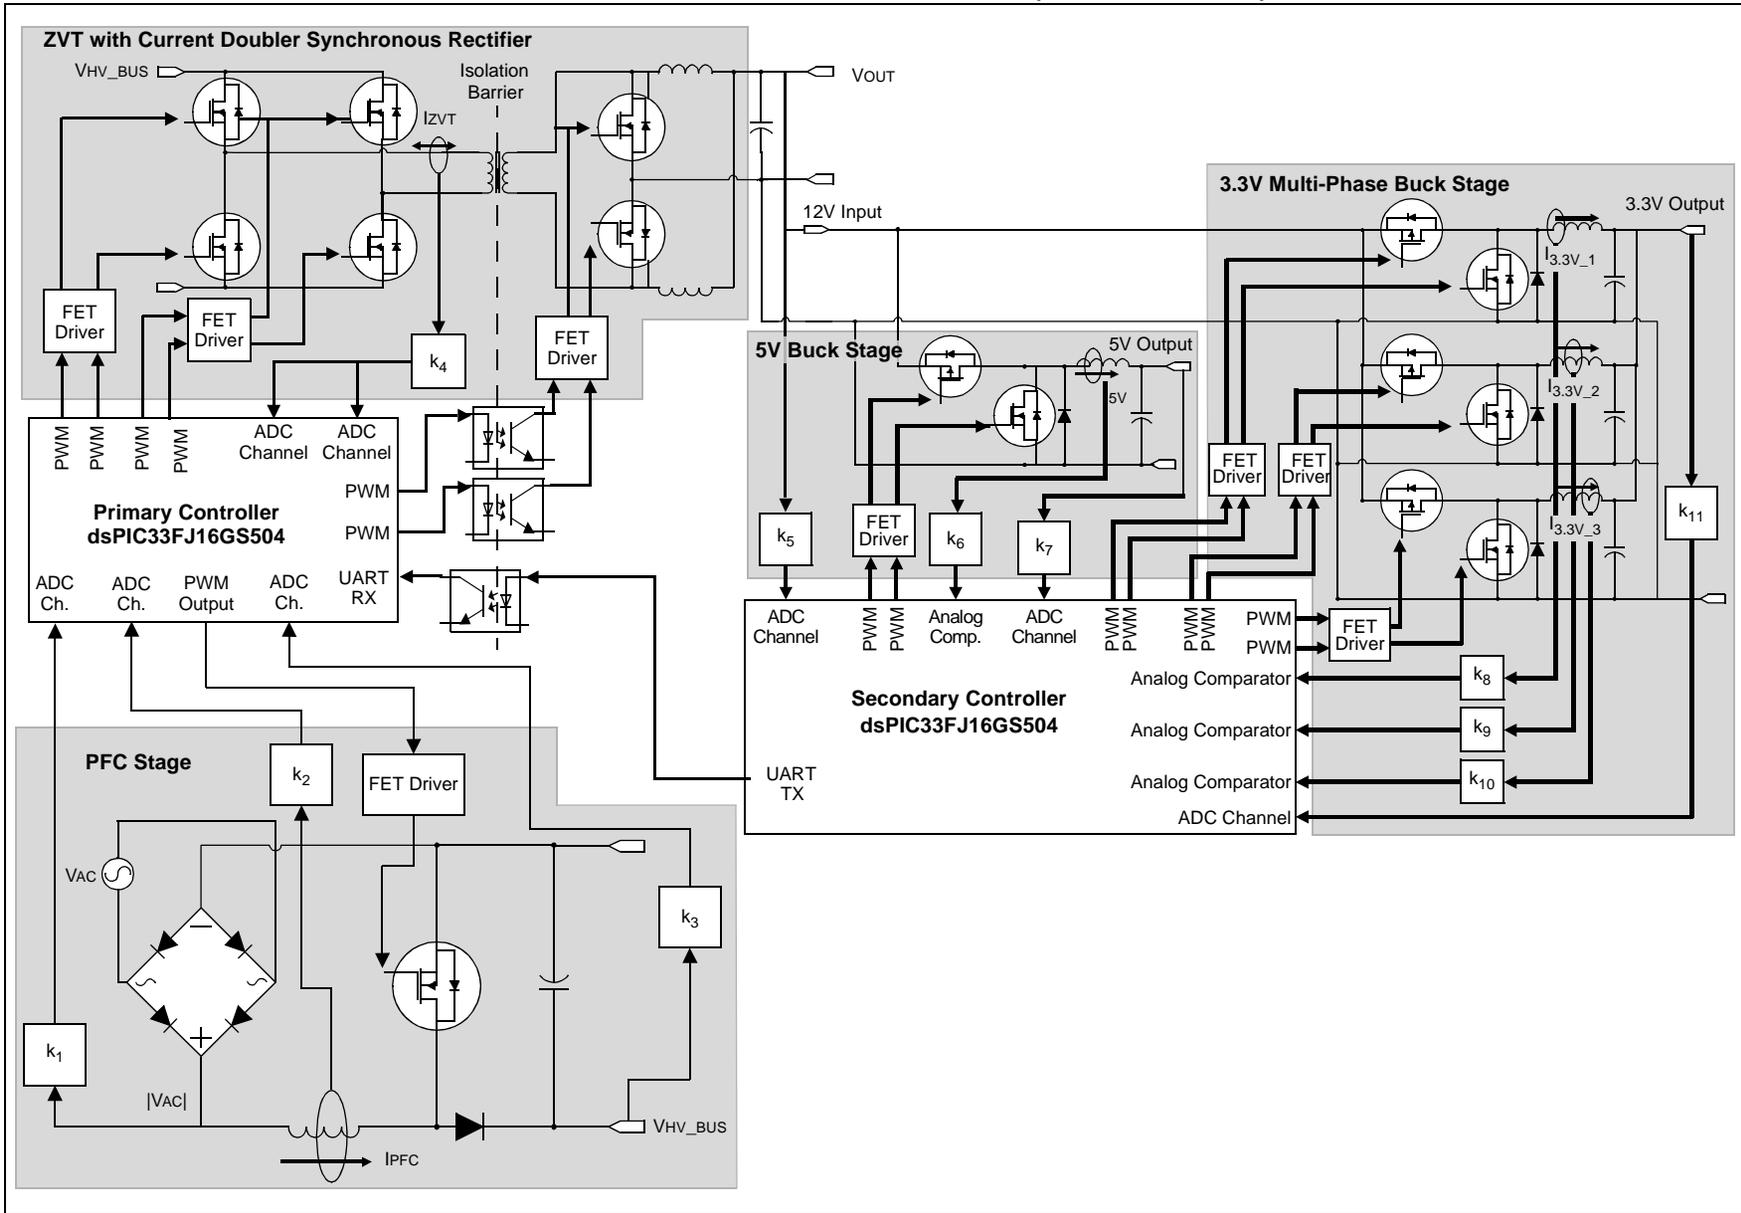 ZVT with Current Doubler Synchronous Rectifier
VHV_BUS
Isolation
Barrier
IZVT
VOUT
FET
Driver
FET
Driver
k4
FET
Driver
12V Input
3.3V Multi-Phase Buck Stage
3.3V Output
I3.3V_1
I3.3V_2
I3.3V_3
5V Buck Stage
5V Output
5V
FET
Driver
FET
Driver
k11
k5
FET
Driver
k6
k7
PWM
PWM
PWM
PWM
ADC
Channel
ADC
Channel
PWM
PWM
Primary Controller
dsPIC33FJ16GS504
ADC
Ch.
ADC
Ch.
PWM
Output
ADC
Ch.
UART
RX
ADC
Channel
PWM
PWM
Analog
Comp.
ADC
Channel
PWM
PWM
PWM
PWM
PWM
PWM
FET
Driver
Analog Comparator
k8
Secondary Controller
dsPIC33FJ16GS504
Analog Comparator
k9
UART
TX
Analog Comparator
k10
ADC Channel
PFC Stage
k2
FET Driver
VAC
k3
k1
|VAC|
VHV_BUS
IPFC